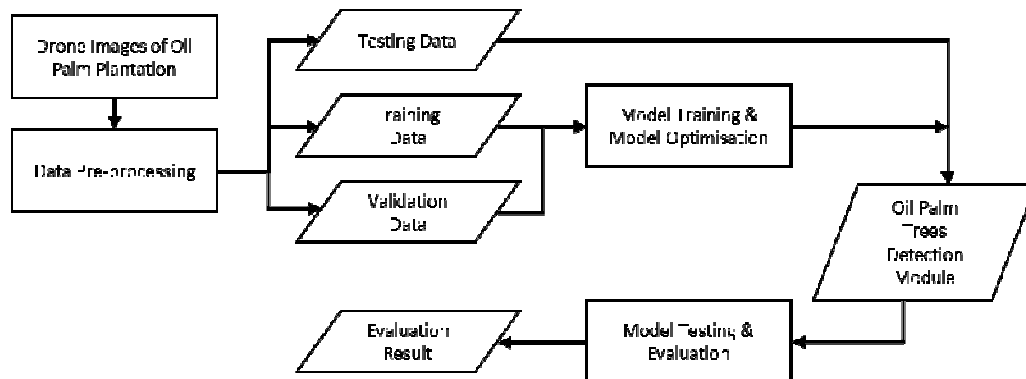 Drone Images of Oil
Palm Plantation
Data Pre-processing
Testing Data
Training
Data
Validation
Data
Model Training &
Model Optimisation
Oil Palm
Trees
Detection
Module
Model Testing &
Evaluation
Evaluation
Result